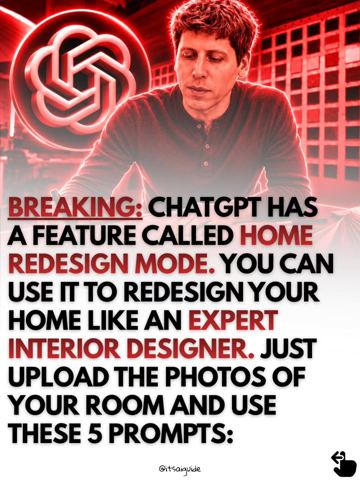 BREAKING: CHATGPT HAS
A FEATURE CALLED HOME
REDESIGN MODE. YOU CAN
USE IT TO REDESIGN YOUR
HOME LIKE AN EXPERT
INTERIOR DESIGNER. JUST
UPLOAD THE PHOTOS OF
YOUR ROOM AND USE
THESE 5 PROMPTS:
@itsaiguide